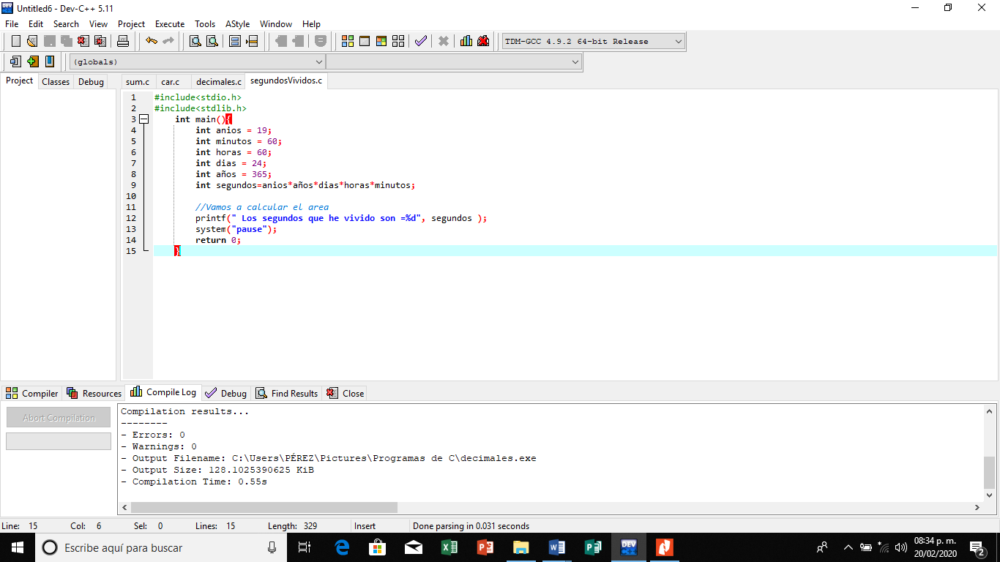 Untitled6 - Dev-C++ 5.11
File Edit Search View Project Execute Tools AStyle Window Help
TDM-GCC 4.9.2 64-bit Release
(globals)
Project Classes Debug
sum.c car.c decimales.c segundosVividos.c
1 #include<stdio.h>
2 #include<stdlib.h>
3 int main(){
4 int anios = 19;
5 int minutos = 60;
6 int horas = 60;
7 int dias = 24;
8 int años = 365;
9 int segundos=anios*años*dias*horas*minutos;
10
11 //Vamos a calcular el area
12 printf(" Los segundos que he vivido son =%d", segundos );
13 system("pause");
14 return 0;
15 }
Compiler Resources Compile Log Debug Find Results Close
Abort Compilation
Compilation results...
--------
- Errors: 0
- Warnings: 0
- Output Filename: C:\Users\PÉREZ\Pictures\Programas de C\decimales.exe
- Output Size: 128.1025390625 KiB
- Compilation Time: 0.55s
Line: 15 Col: 6 Sel: 0 Lines: 15 Length: 329 Insert Done parsing in 0.031 seconds
Escribe aquí para buscar
08:34 p. m.
20/02/2020
2